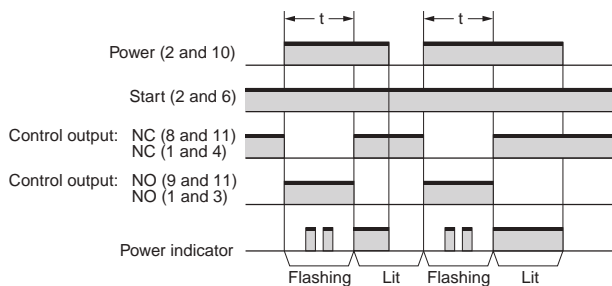 t
t
Power (2 and 10)
Start (2 and 6)
Control output: NC (8 and 11)
NC (1 and 4)
Control output: NO (9 and 11)
NO (1 and 3)
Power indicator
Flashing
Lit
Flashing
Lit